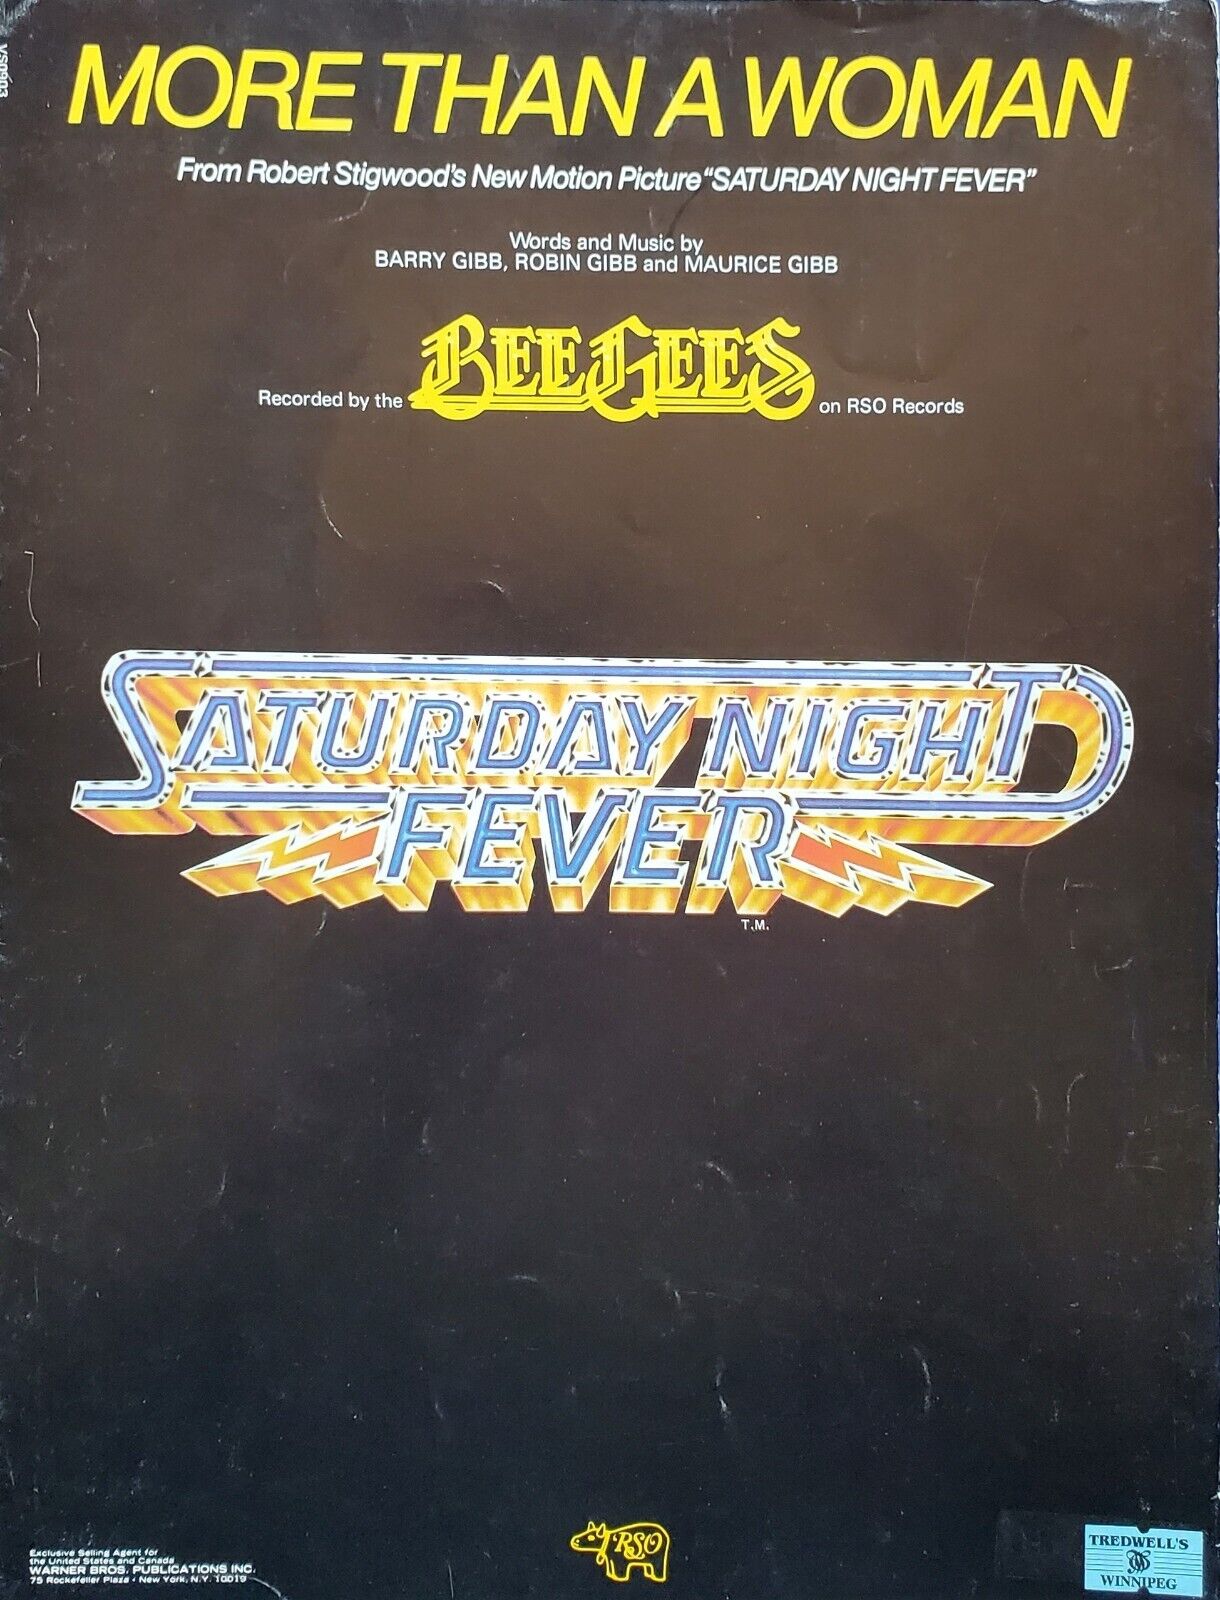 VS0903
MORE THAN A WOMAN
From Robert Stigwood's New Motion Picture "SATURDAY NIGHT FEVER"
Words and Music by
BARRY GIBB, ROBIN GIBB and MAURICE GIBB
Recorded by the BEE GEES on RSO Records
SATURDAY NIGHT
FEVER
T.M.
RSO
Exclusive Selling Agent for
the United States and Canada
WARNER BROS. PUBLICATIONS INC.
75 Rockefeller Plaza • New York, N.Y. 10019
TREDWELL'S
WINNIPEG